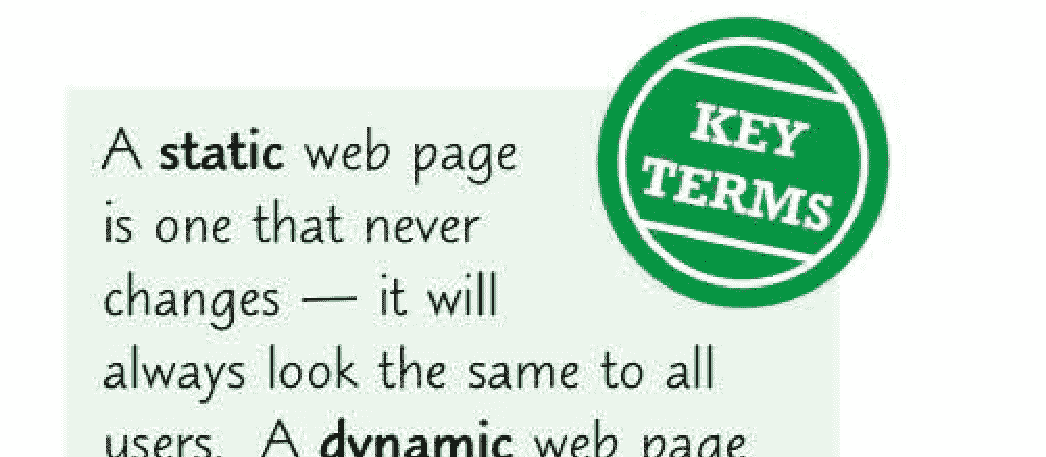 KEY
TERMS
A static web page
is one that never
changes — it will
always look the same to all
users. A dynamic web page